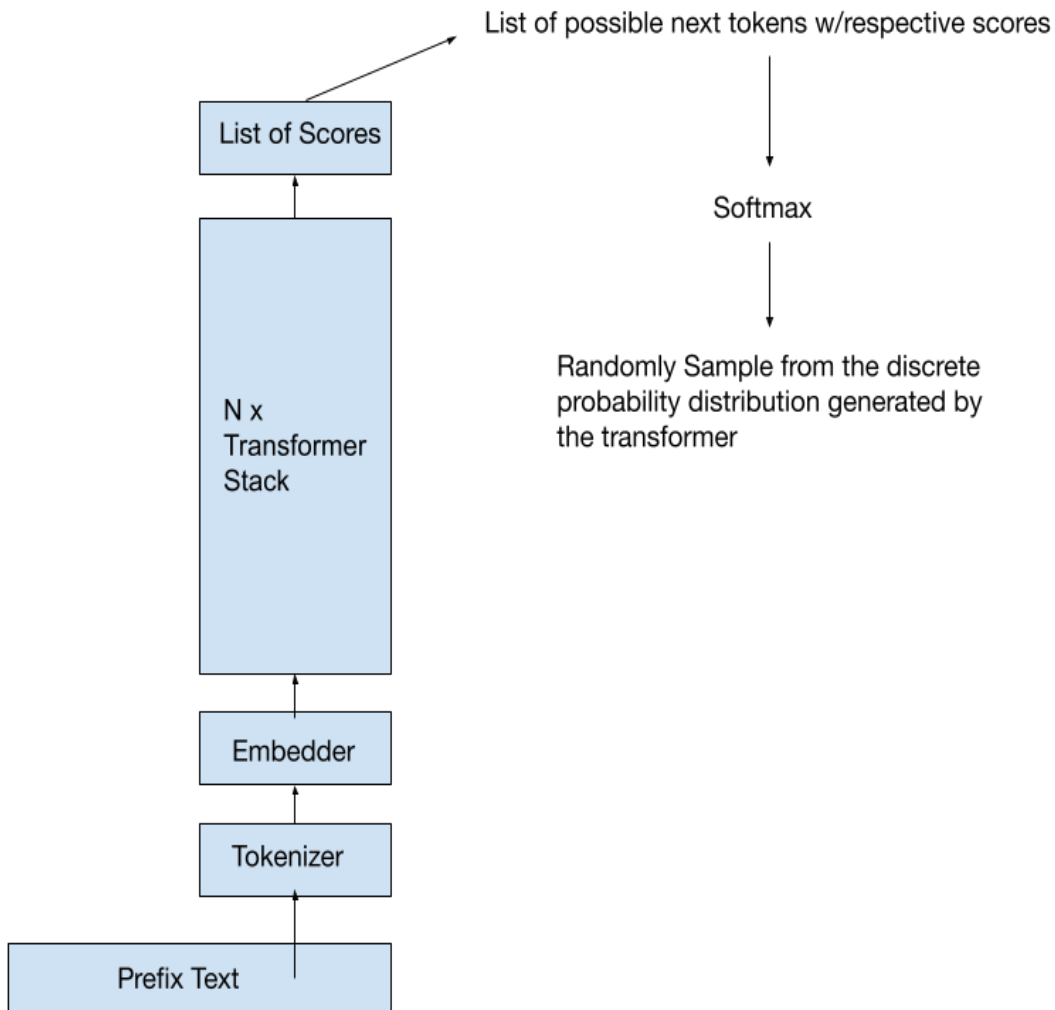 List of possible next tokens w/respective scores
List of Scores
Softmax
Randomly Sample from the discrete
probability distribution generated by
the transformer
N x
Transformer
Stack
Embedder
Tokenizer
Prefix Text